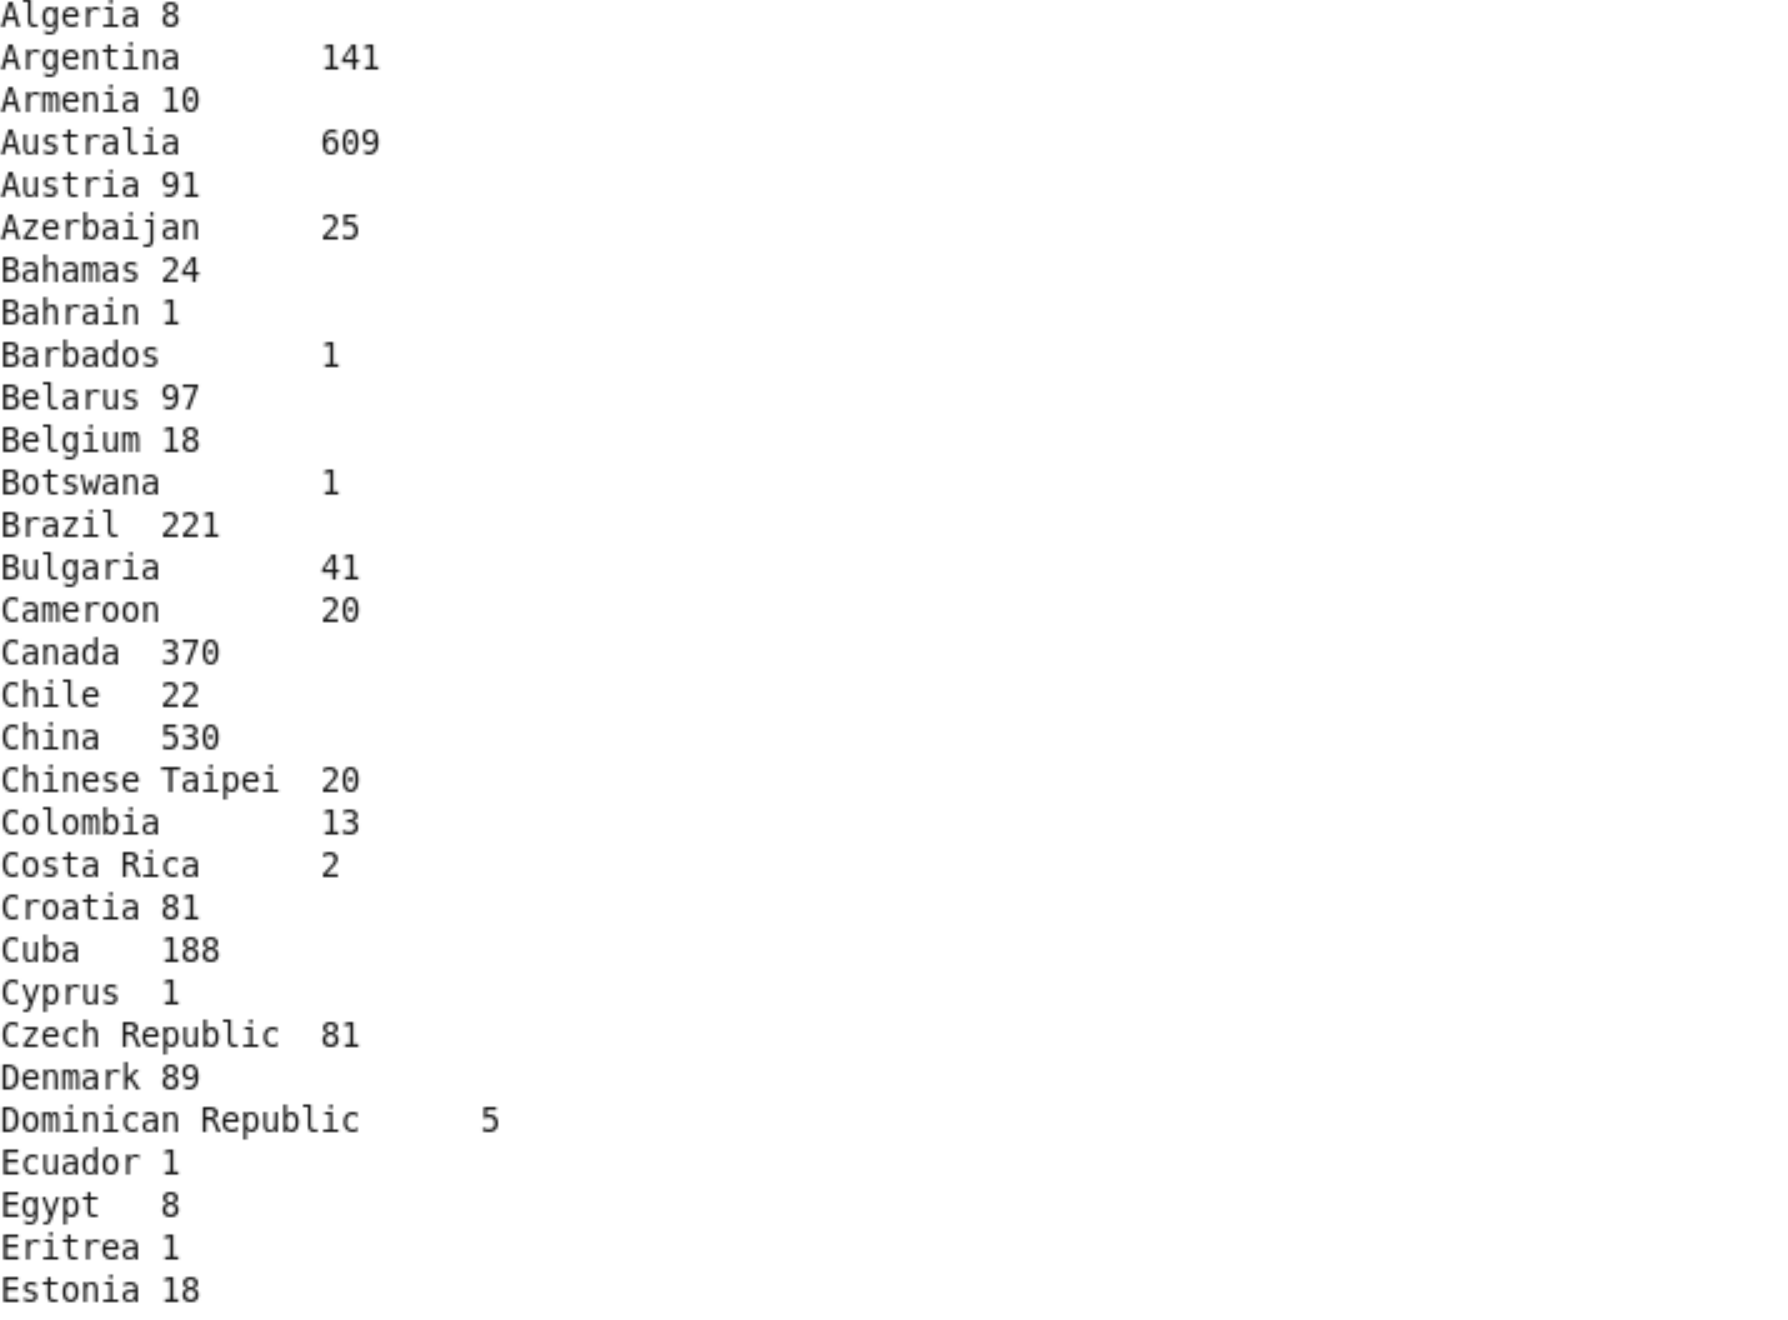 Algeria 8
Argentina 141
Armenia 10
Australia 609
Austria 91
Azerbaijan 25
Bahamas 24
Bahrain 1
Barbados 1
Belarus 97
Belgium 18
Botswana 1
Brazil 221
Bulgaria 41
Cameroon 20
Canada 370
Chile 22
China 530
Chinese Taipei 20
Colombia 13
Costa Rica 2
Croatia 81
Cuba 188
Cyprus 1
Czech Republic 81
Denmark 89
Dominican Republic 5
Ecuador 1
Egypt 8
Eritrea 1
Estonia 18